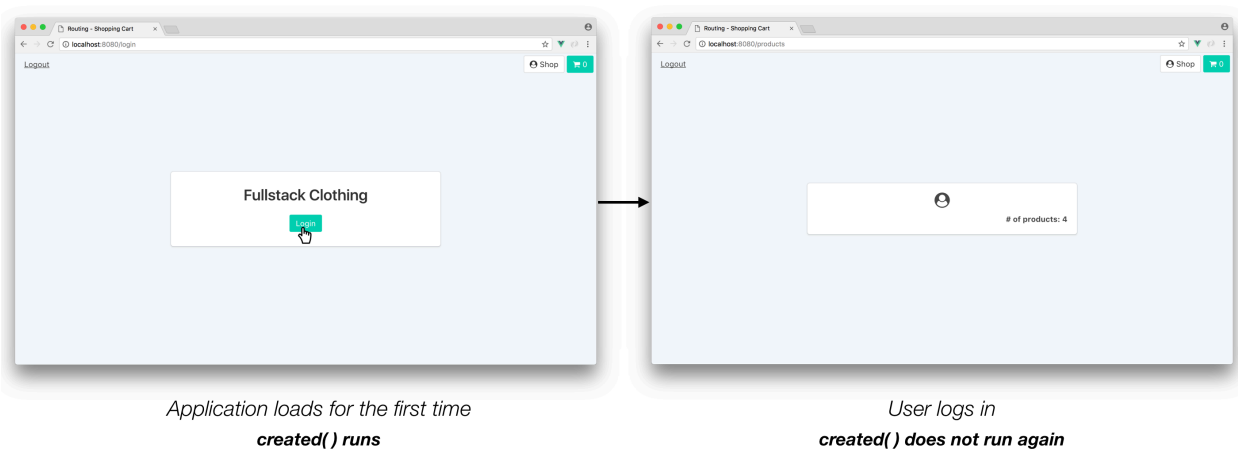 Routing - Shopping Cart
localhost:8080/login
Logout
Shop
0
Fullstack Clothing
Login
Application loads for the first time
created( ) runs
Routing - Shopping Cart
localhost:8080/products
Logout
Shop
0
# of products: 4
User logs in
created( ) does not run again